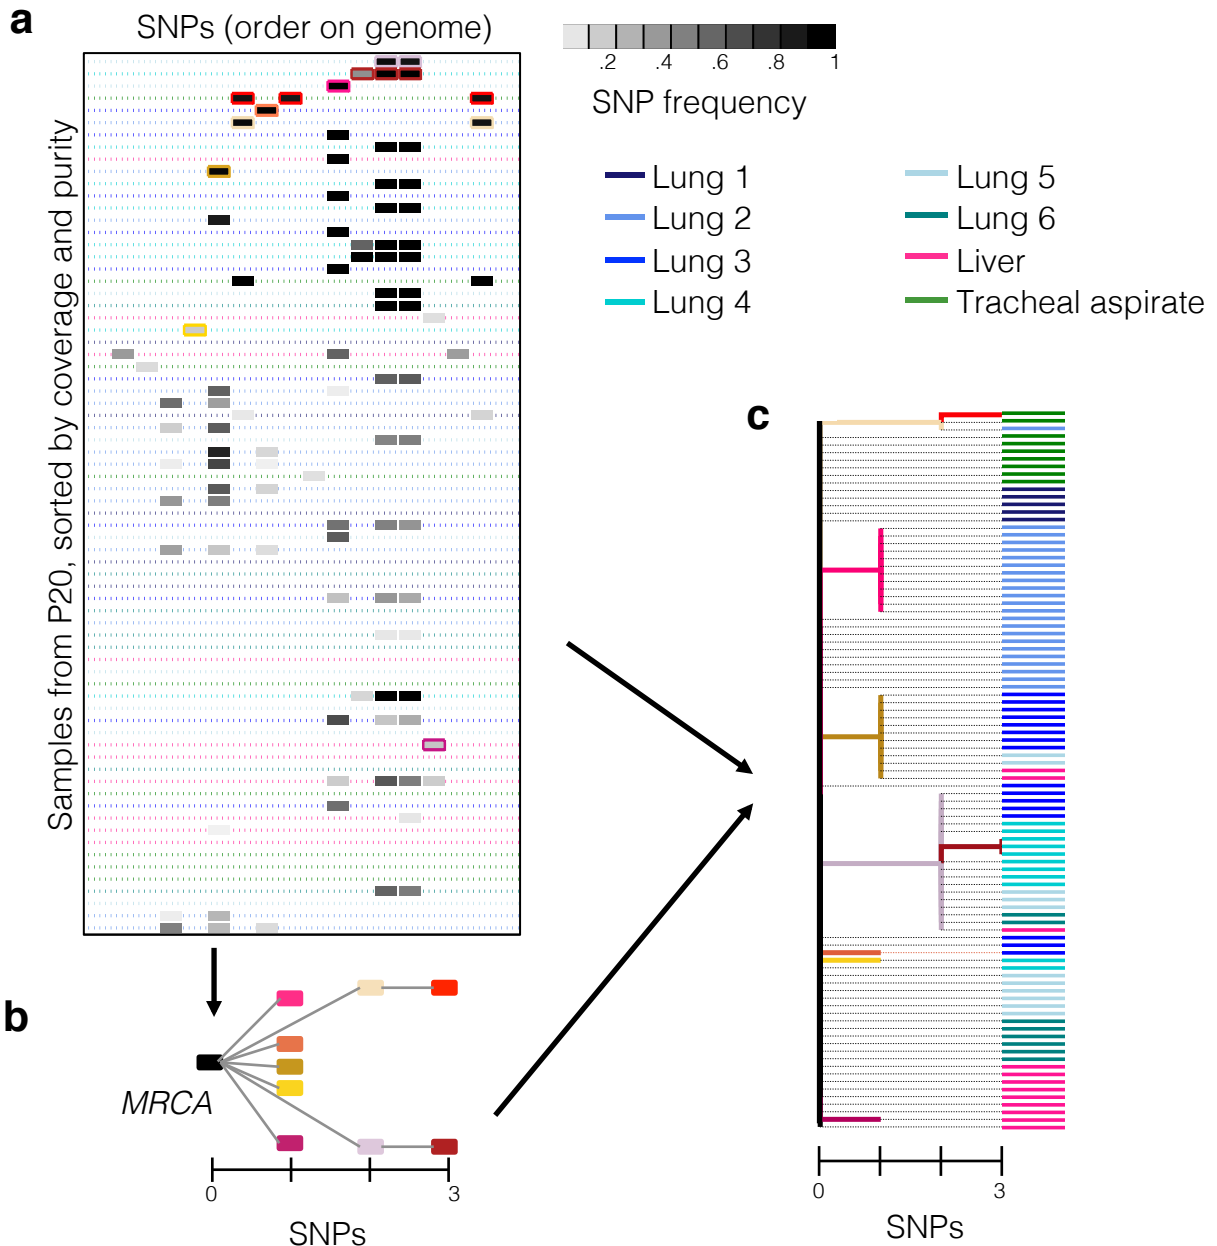 a
SNPs (order on genome)
.2 .4 .6 .8 1
SNP frequency
Samples from P20, sorted by coverage and purity
Lung 1
Lung 2
Lung 3
Lung 4
Lung 5
Lung 6
Liver
Tracheal aspirate
b
MRCA
0 3
SNPs
c
0 3
SNPs